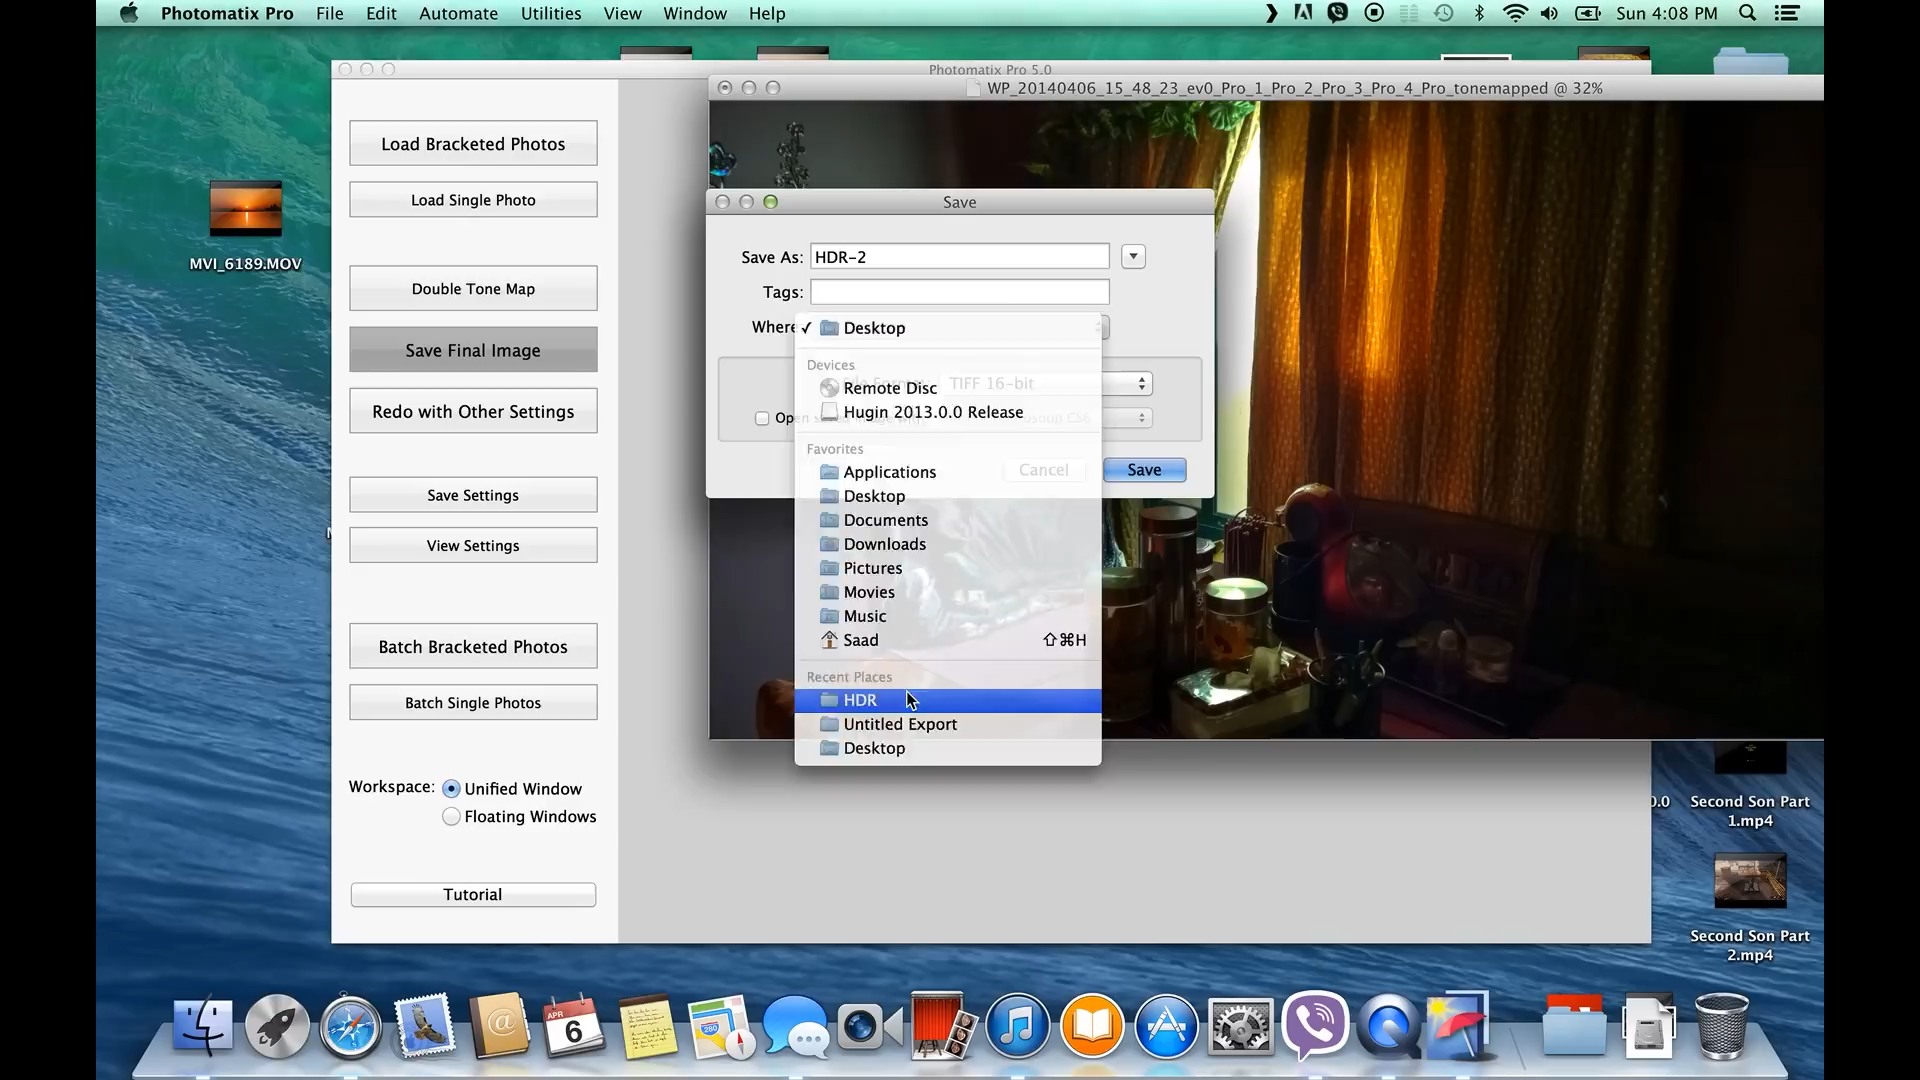 Photomatix Pro File Edit Automate Utilities View Window Help
Sun 4:08 PM
Photomatix Pro 5.0
WP_20140406_15_48_23_ev0_Pro_1_Pro_2_Pro_3_Pro_4_Pro_tonemapped @ 32%
Load Bracketed Photos
Load Single Photo
Double Tone Map
Save Final Image
Redo with Other Settings
Save Settings
View Settings
Batch Bracketed Photos
Batch Single Photos
Workspace: Unified Window
Floating Windows
Tutorial
MVI_6189.MOV
Save
Save As: HDR-2
Tags:
Where
✓ Desktop
Devices
Remote Disc
Hugin 2013.0.0 Release
TIFF 16-bit
Open
Favorites
Applications
Desktop
Documents
Downloads
Pictures
Movies
Music
Saad ⇧⌘H
Recent Places
HDR
Untitled Export
Desktop
Cancel
Save
0.0
Second Son Part
1.mp4
Second Son Part
2.mp4
APR
6
280